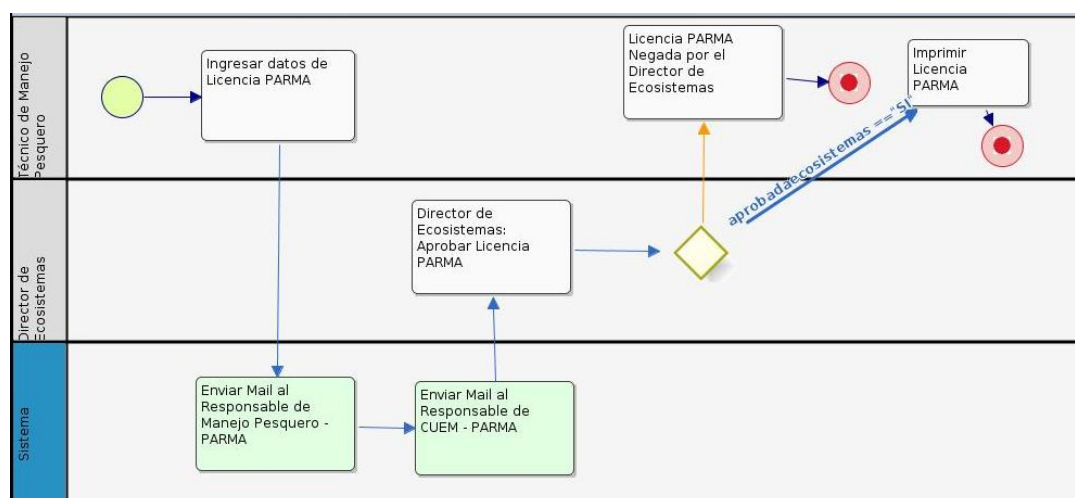 Técnico de Manejo
Pesquero
Ingresar datos de
Licencia PARMA
Licencia PARMA
Negada por el
Director de
Ecosistemas
Imprimir
Licencia
PARMA
aprobadaecosistemas =="SI"
Director de
Ecosistemas
Director de
Ecosistemas:
Aprobar Licencia
PARMA
Sistema
Enviar Mail al
Responsable de
Manejo Pesquero -
PARMA
Enviar Mail al
Responsable de
CUEM - PARMA